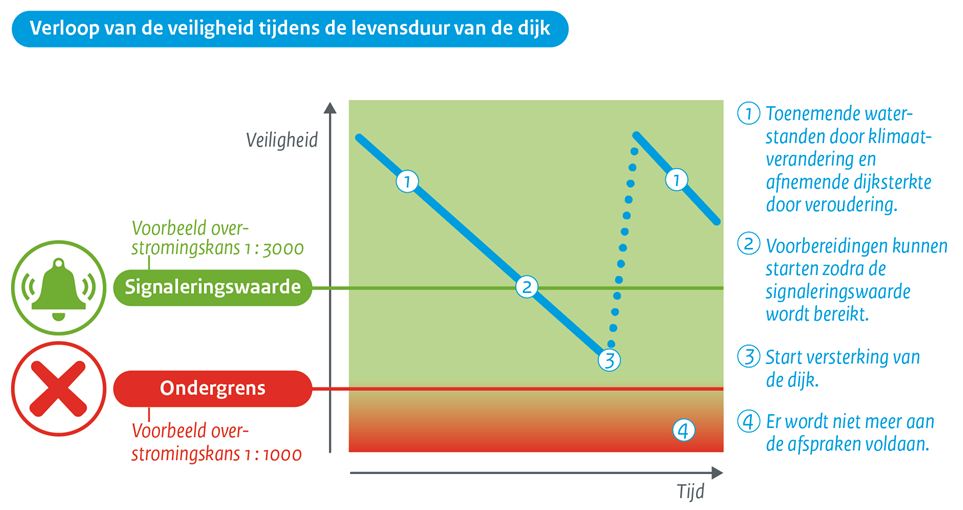 Verloop van de veiligheid tijdens de levensduur van de dijk
Veiligheid
Voorbeeld over-
stromingskans 1 : 3000
Signaleringswaarde
Ondergrens
Voorbeeld over-
stromingskans 1 : 1000
1
2
3
1
4
Tijd
1 Toenemende water-
standen door klimaat-
verandering en
afnemende dijksterkte
door veroudering.
2 Voorbereidingen kunnen
starten zodra de
signaleringswaarde
wordt bereikt.
3 Start versterking van
de dijk.
4 Er wordt niet meer aan
de afspraken voldaan.